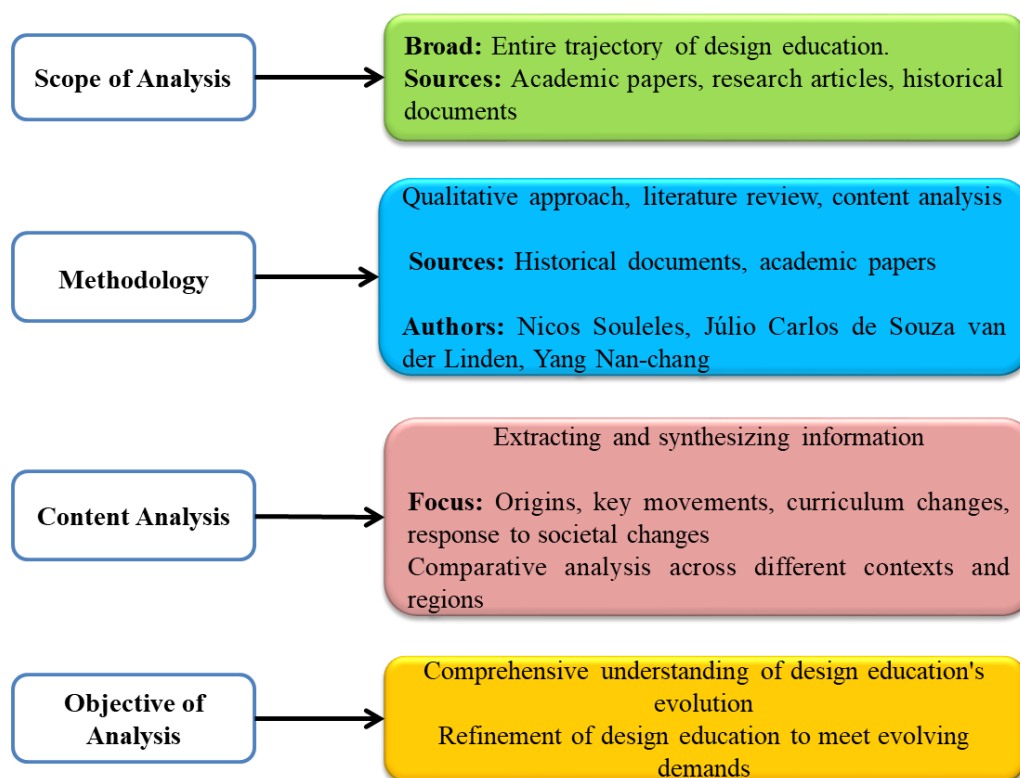 Scope of Analysis
Broad: Entire trajectory of design education.
Sources: Academic papers, research articles, historical
documents
Methodology
Qualitative approach, literature review, content analysis
Sources: Historical documents, academic papers
Authors: Nicos Souleles, Júlio Carlos de Souza van
der Linden, Yang Nan-chang
Content Analysis
Extracting and synthesizing information
Focus: Origins, key movements, curriculum changes,
response to societal changes
Comparative analysis across different contexts and
regions
Objective of
Analysis
Comprehensive understanding of design education's
evolution
Refinement of design education to meet evolving
demands